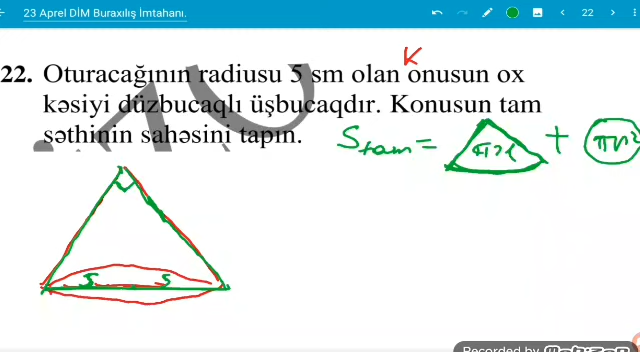 23 Aprel DİM Buraxılış İmtahanı.
22
K
22. Oturacağının radiusu 5 sm olan onusun ox
kəsiyi düzbucaqlı üşbucaqdır. Konusun tam
səthinin sahəsini tapın.
Stam = πrl + πr²
5 5
Recorded by